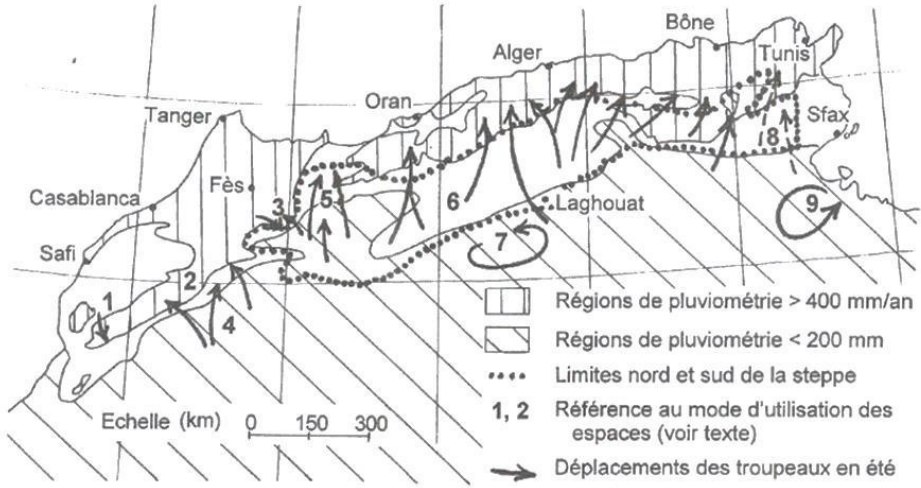 Bône
Alger
Tunis
Oran
Tanger
Sfax
8
Fès
3
5
6
Casablanca
Laghouat
9
Safi
7
2
1
4
Régions de pluviométrie > 400 mm/an
Régions de pluviométrie < 200 mm
Limites nord et sud de la steppe
Echelle (km) 0 150 300
1, 2 Référence au mode d'utilisation des
espaces (voir texte)
Déplacements des troupeaux en été